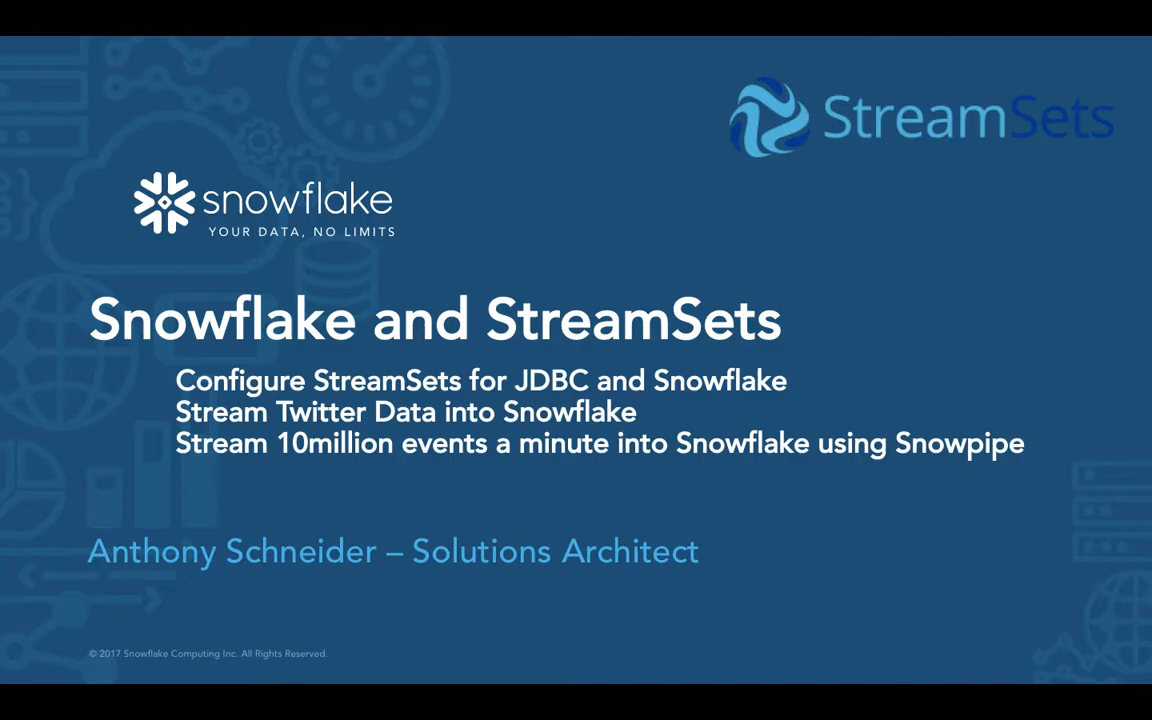 StreamSets
snowflake
YOUR DATA, NO LIMITS
Snowflake and StreamSets
Configure StreamSets for JDBC and Snowflake
Stream Twitter Data into Snowflake
Stream 10million events a minute into Snowflake using Snowpipe
Anthony Schneider – Solutions Architect
© 2017 Snowflake Computing Inc. All Rights Reserved.